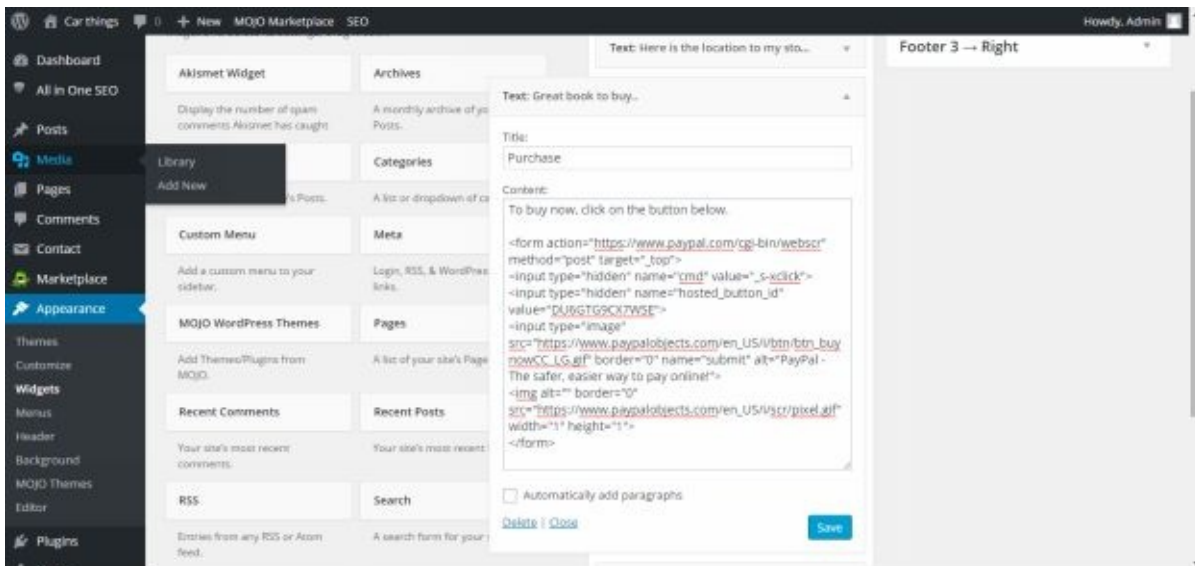 Car things
0
+ New
MOJO Marketplace
SEO
Howdy, Admin
Dashboard
All in One SEO
Posts
Media
Library
Add New
Pages
Comments
Contact
Marketplace
Appearance
Themes
Customize
Widgets
Menus
Header
Background
MOJO Themes
Editor
Plugins
Akismet Widget
Display the number of spam
comments Akismet has caught
Archives
A monthly archive of yo
Posts.
Categories
's Posts.
A list or dropdown of ca
Custom Menu
Add a custom menu to your
sidebar.
Meta
Login, RSS, & WordPres
links.
MOJO WordPress Themes
Add Themes/Plugins from
MOJO.
Pages
A list of your site's Page
Recent Comments
Your site's most recent
comments.
Recent Posts
Your site's most recent
RSS
Entries from any RSS or Atom
feed.
Search
A search form for your
Text: Here is the location to my sto...
Text: Great book to buy..
Title:
Purchase
Content:
To buy now, click on the button below.
<form action="https://www.paypal.com/cgi-bin/webscr"
method="post" target="_top">
<input type="hidden" name="cmd" value="_s-xclick">
<input type="hidden" name="hosted_button_id"
value="DU6GTG9CX7WSE">
<input type="image"
src="https://www.paypalobjects.com/en_US/i/btn/btn_buy
nowCC_LG.gif" border="0" name="submit" alt="PayPal -
The safer, easier way to pay online!">
<img alt="" border="0"
src="https://www.paypalobjects.com/en_US/i/scr/pixel.gif"
width="1" height="1">
</form>
Automatically add paragraphs
Delete | Close
Save
Footer 3 → Right